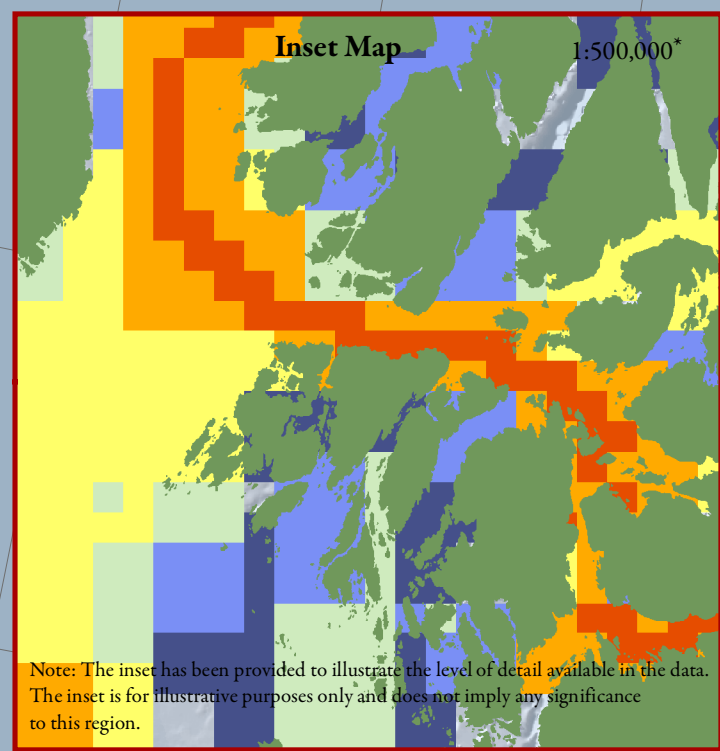 Inset Map
1:500,000*
Note: The inset has been provided to illustrate the level of detail available in the data.
The inset is for illustrative purposes only and does not imply any significance
to this region.